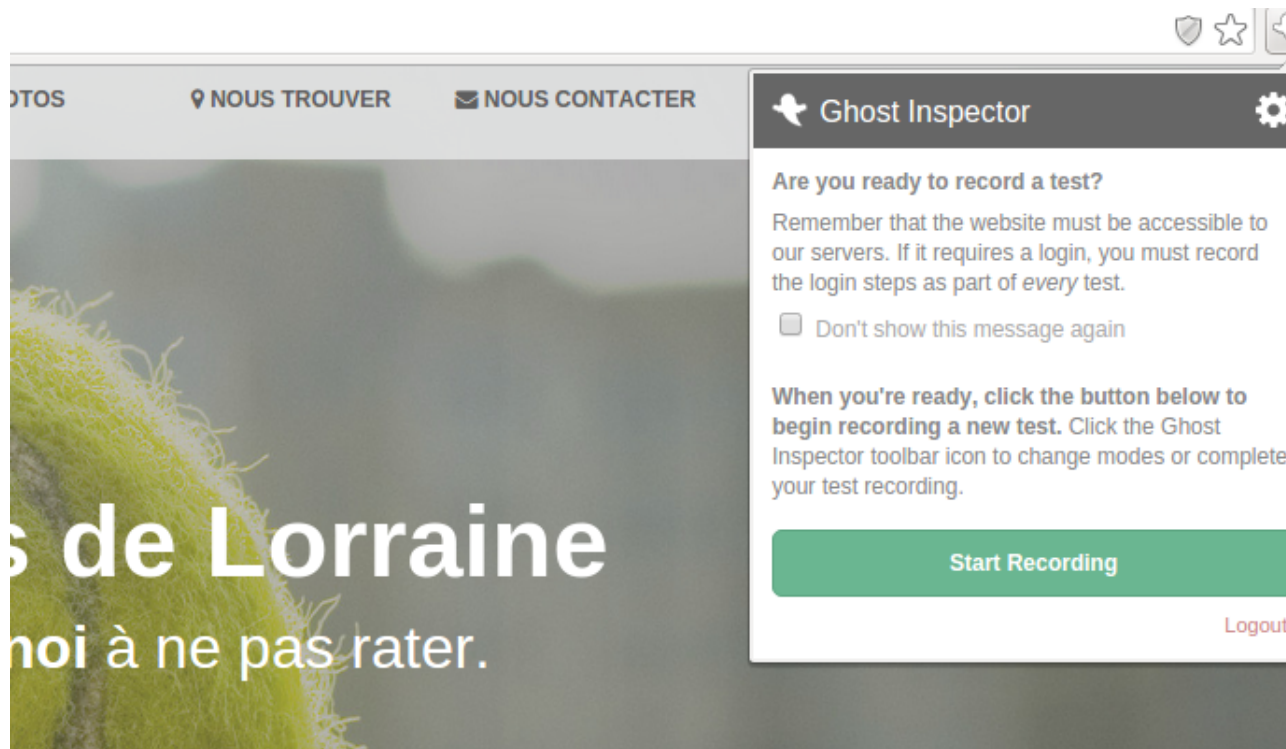 NOUS TROUVER
NOUS CONTACTER
Ghost Inspector
Are you ready to record a test?
Remember that the website must be accessible to
our servers. If it requires a login, you must record
the login steps as part of every test.
Don't show this message again
When you're ready, click the button below to
begin recording a new test. Click the Ghost
Inspector toolbar icon to change modes or complete
your test recording.
Start Recording
Logout
de Lorraine
à ne pas rater.